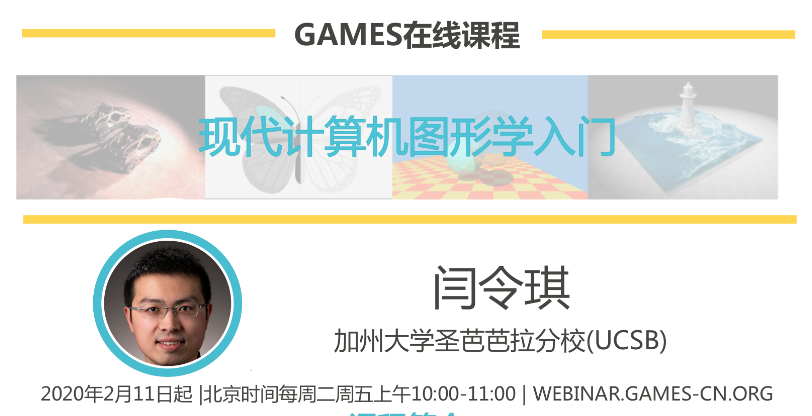 GAMES在线课程
现代计算机图形学入门
闫令琪
加州大学圣芭芭拉分校(UCSB)
2020年2月11日起 |北京时间每周二周五上午10:00-11:00 | WEBINAR.GAMES-CN.ORG